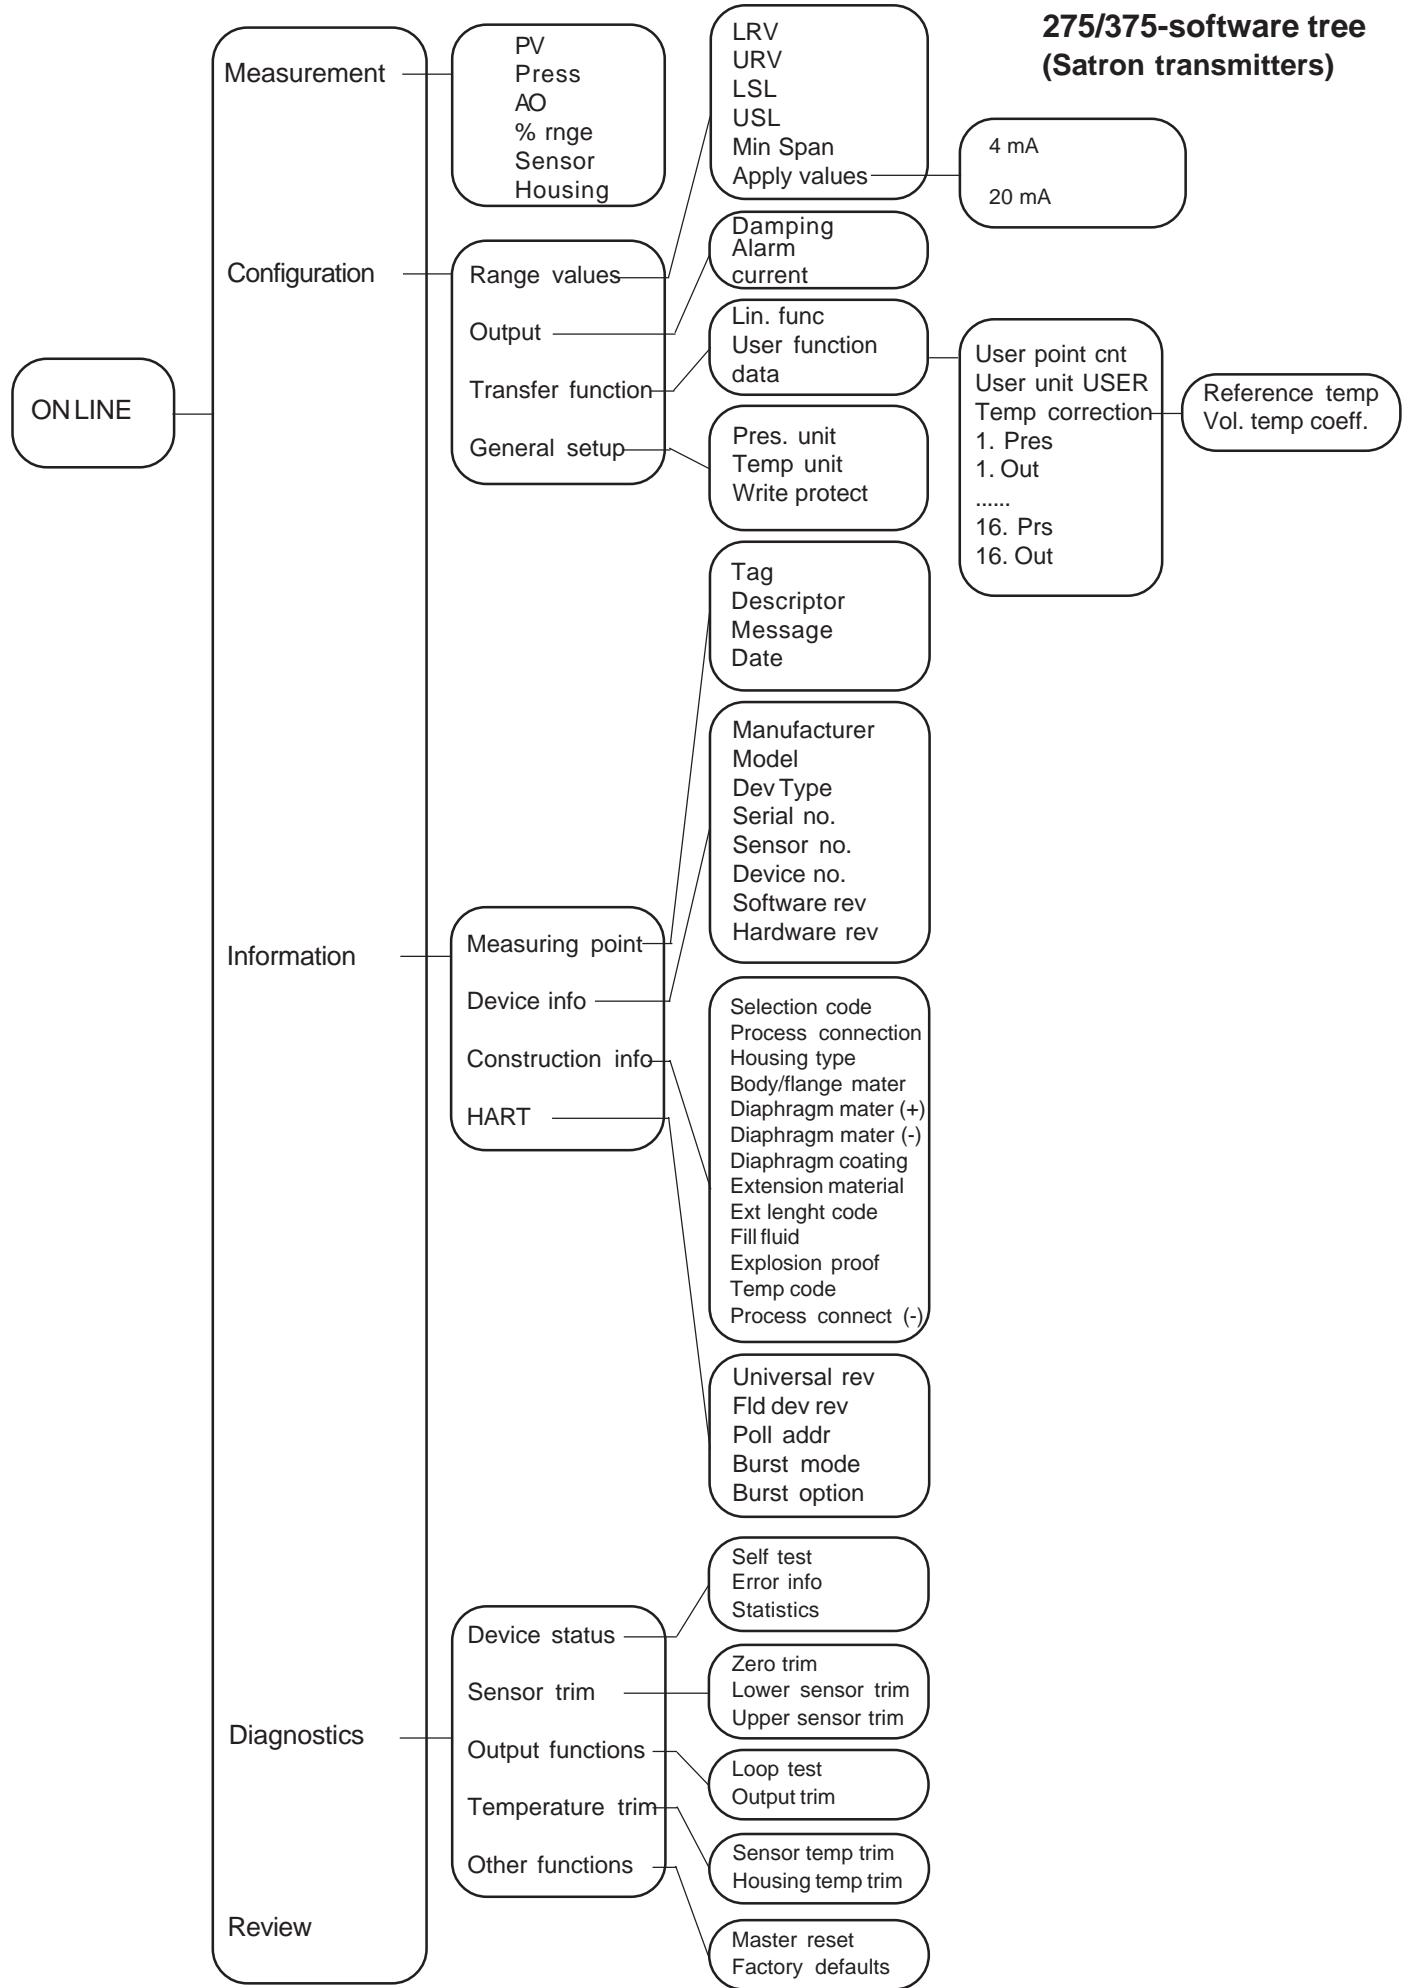 275/375-software tree
(Satron transmitters)
ON LINE
Measurement
Configuration
Information
Diagnostics
Review
PV
Press
AO
% rnge
Sensor
Housing
Range values
Output
Transfer function
General setup
LRV
URV
LSL
USL
Min Span
Apply values
4 mA
20 mA
Damping
Alarm
current
Lin. func
User function
data
User point cnt
User unit USER
Temp correction
1. Pres
1. Out
......
16. Prs
16. Out
Reference temp
Vol. temp coeff.
Pres. unit
Temp unit
Write protect
Measuring point
Device info
Construction info
HART
Tag
Descriptor
Message
Date
Manufacturer
Model
Dev Type
Serial no.
Sensor no.
Device no.
Software rev
Hardware rev
Selection code
Process connection
Housing type
Body/flange mater
Diaphragm mater (+)
Diaphragm mater (-)
Diaphragm coating
Extension material
Ext lenght code
Fill fluid
Explosion proof
Temp code
Process connect (-)
Universal rev
Fld dev rev
Poll addr
Burst mode
Burst option
Device status
Sensor trim
Output functions
Temperature trim
Other functions
Self test
Error info
Statistics
Zero trim
Lower sensor trim
Upper sensor trim
Loop test
Output trim
Sensor temp trim
Housing temp trim
Master reset
Factory defaults